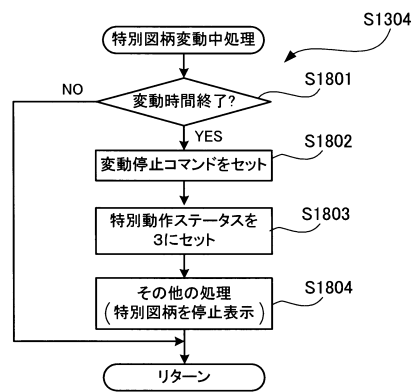 特別図柄変動中処理
S1304
NO
変動時間終了?
S1801
YES
変動停止コマンドをセット
S1802
特別動作ステータスを
3にセット
S1803
その他の処理
(特別図柄を停止表示)
S1804
リターン